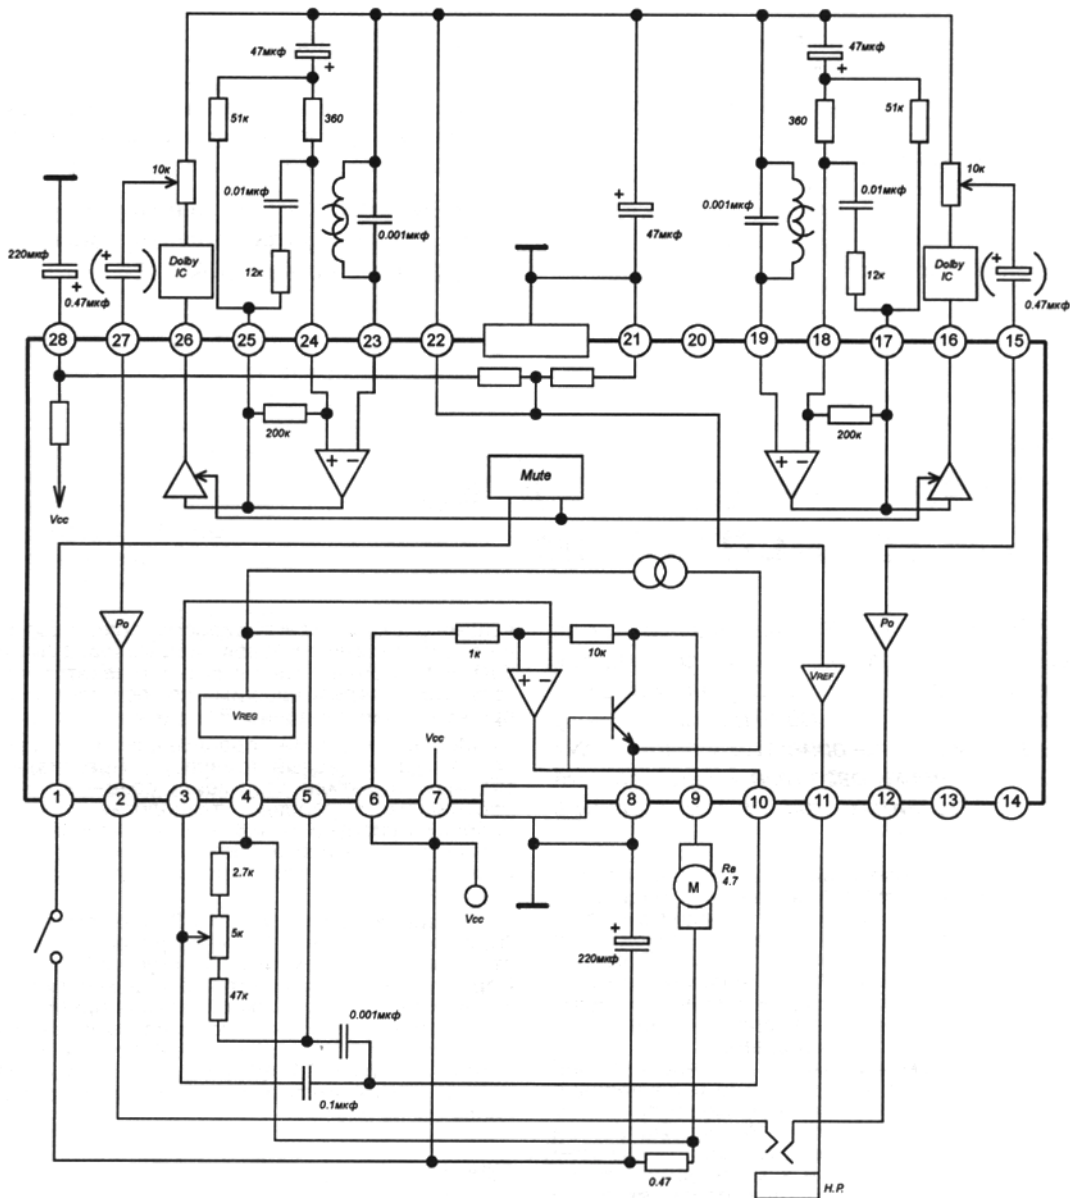 47мкф
+
47мкф
+
51к
360
360
51к
10к
0.01мкф
0.001мкф
+
47мкф
0.001мкф
0.01мкф
10к
220мкф
+
+
0.47мкф
Dolby IC
12к
12к
Dolby IC
+
0.47мкф
28
27
26
25
24
23
22
21
20
19
18
17
16
15
200к
+ −
Mute
+ −
200к
Vcc
Po
1к
10к
Po
+ −
VREF
VREG
Vcc
1
2
3
4
5
6
7
8
9
10
11
12
13
14
2.7к
Vcc
M
Ra
4.7
5к
+
220мкф
47к
0.001мкф
0.1мкф
0.47
H.P.